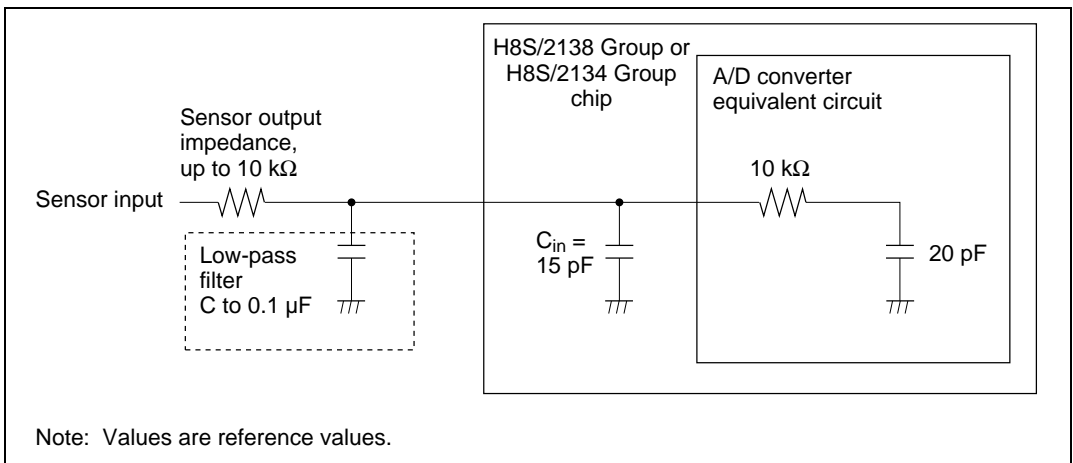 H8S/2138 Group or
H8S/2134 Group
chip
A/D converter
equivalent circuit
Sensor output
impedance,
up to 10 kΩ
10 kΩ
Sensor input
Low-pass
filter
C to 0.1 µF
Cin =
15 pF
20 pF
Note: Values are reference values.